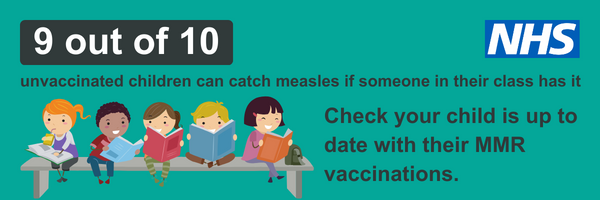 9 out of 10
NHS
unvaccinated children can catch measles if someone in their class has it
Check your child is up to
date with their MMR
vaccinations.